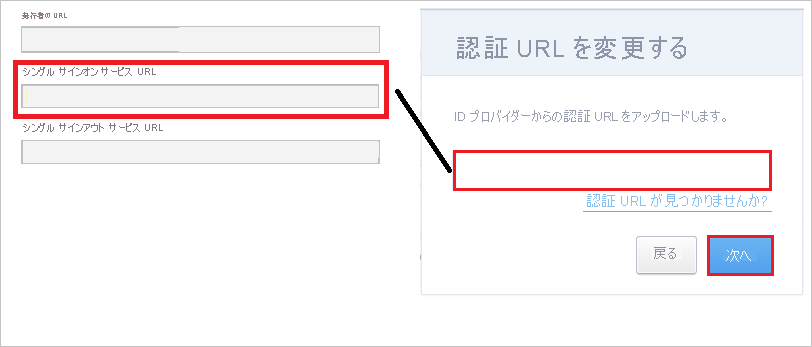 発行者の URL
シングル サインオン サービス URL
シングル サインアウト サービス URL
認証 URL を変更する
ID プロバイダーからの認証 URL をアップロードします。
認証 URL が見つかりませんか?
戻る
次へ